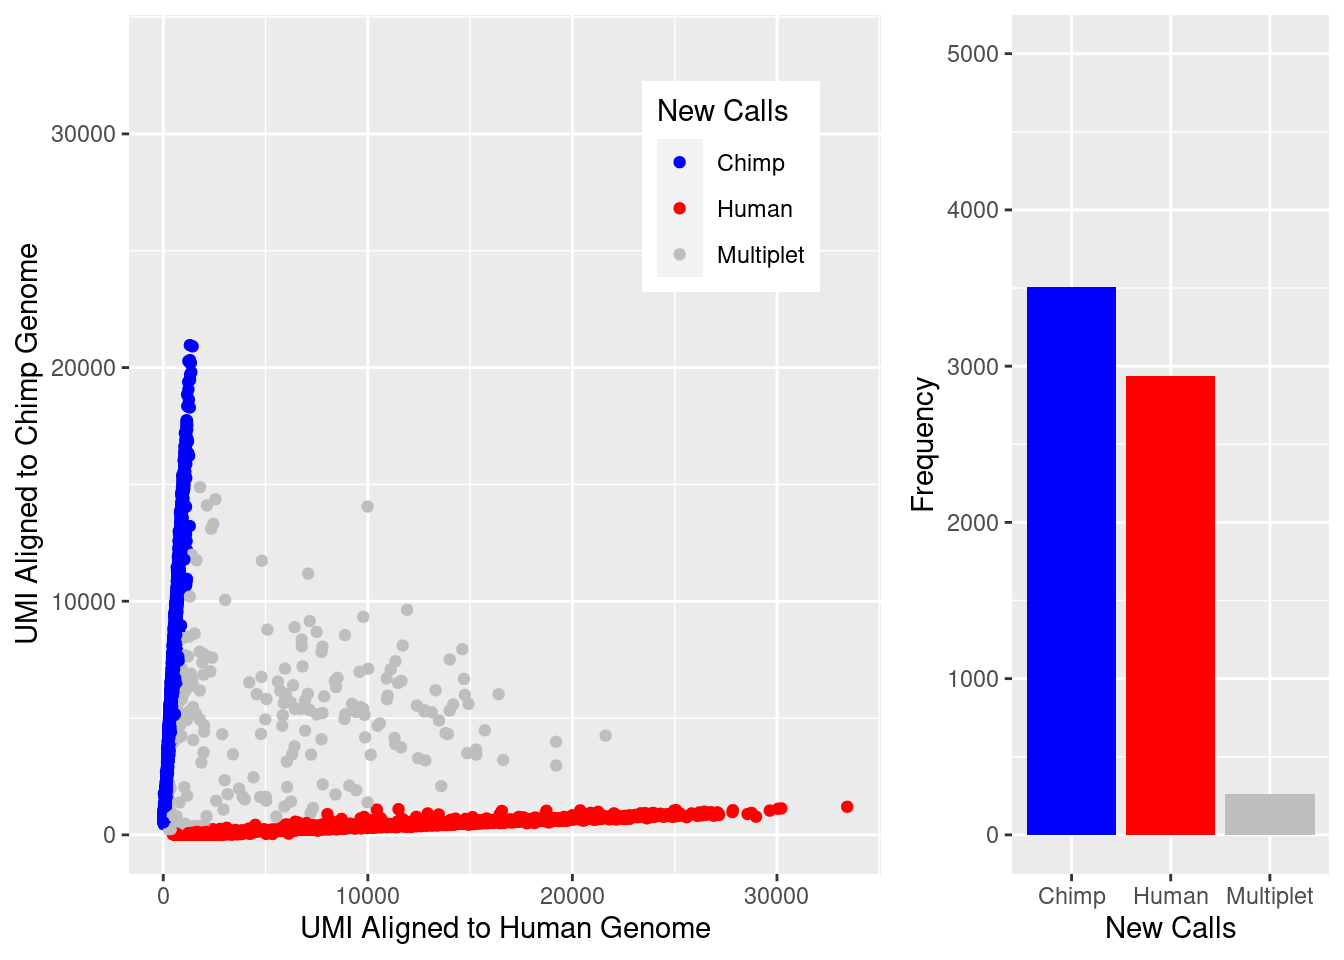 UMI Aligned to Chimp Genome
30000
20000
10000
0
0
10000
20000
30000
UMI Aligned to Human Genome
New Calls
Chimp
Human
Multiplet
Frequency
5000
4000
3000
2000
1000
0
Chimp
Human
Multiplet
New Calls